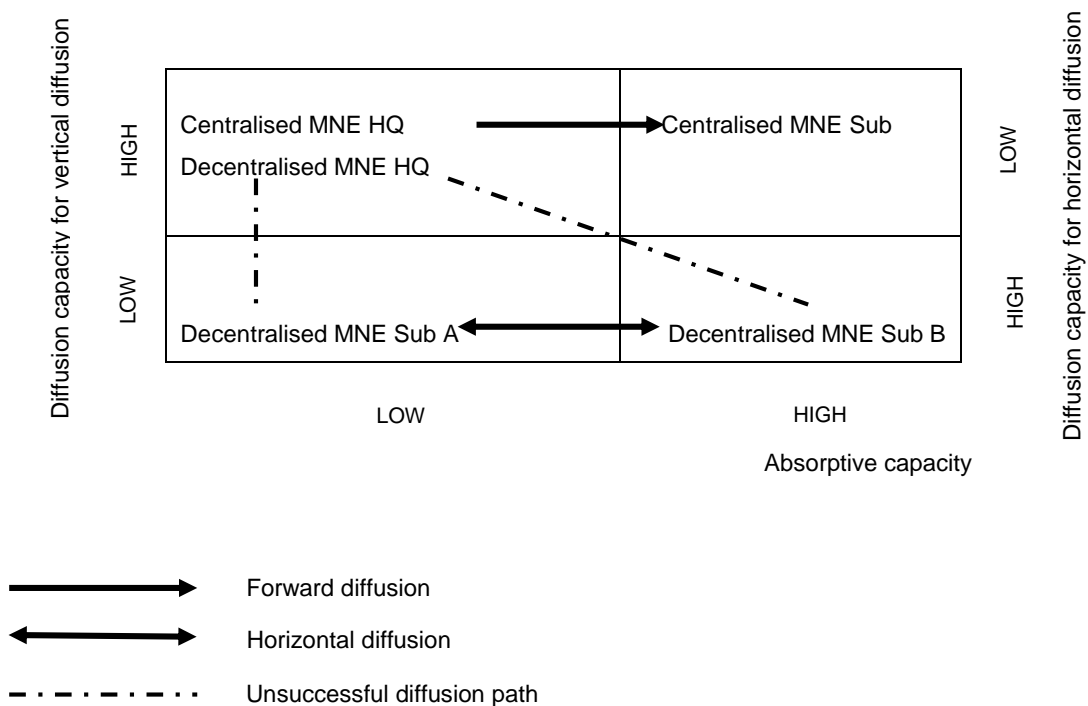 Diffusion capacity for vertical diffusion
HIGH
Centralised MNE HQ
Centralised MNE Sub
LOW
Decentralised MNE HQ
Diffusion capacity for horizontal diffusion
LOW
Decentralised MNE Sub A
Decentralised MNE Sub B
HIGH
LOW
HIGH
Absorptive capacity
Forward diffusion
Horizontal diffusion
Unsuccessful diffusion path